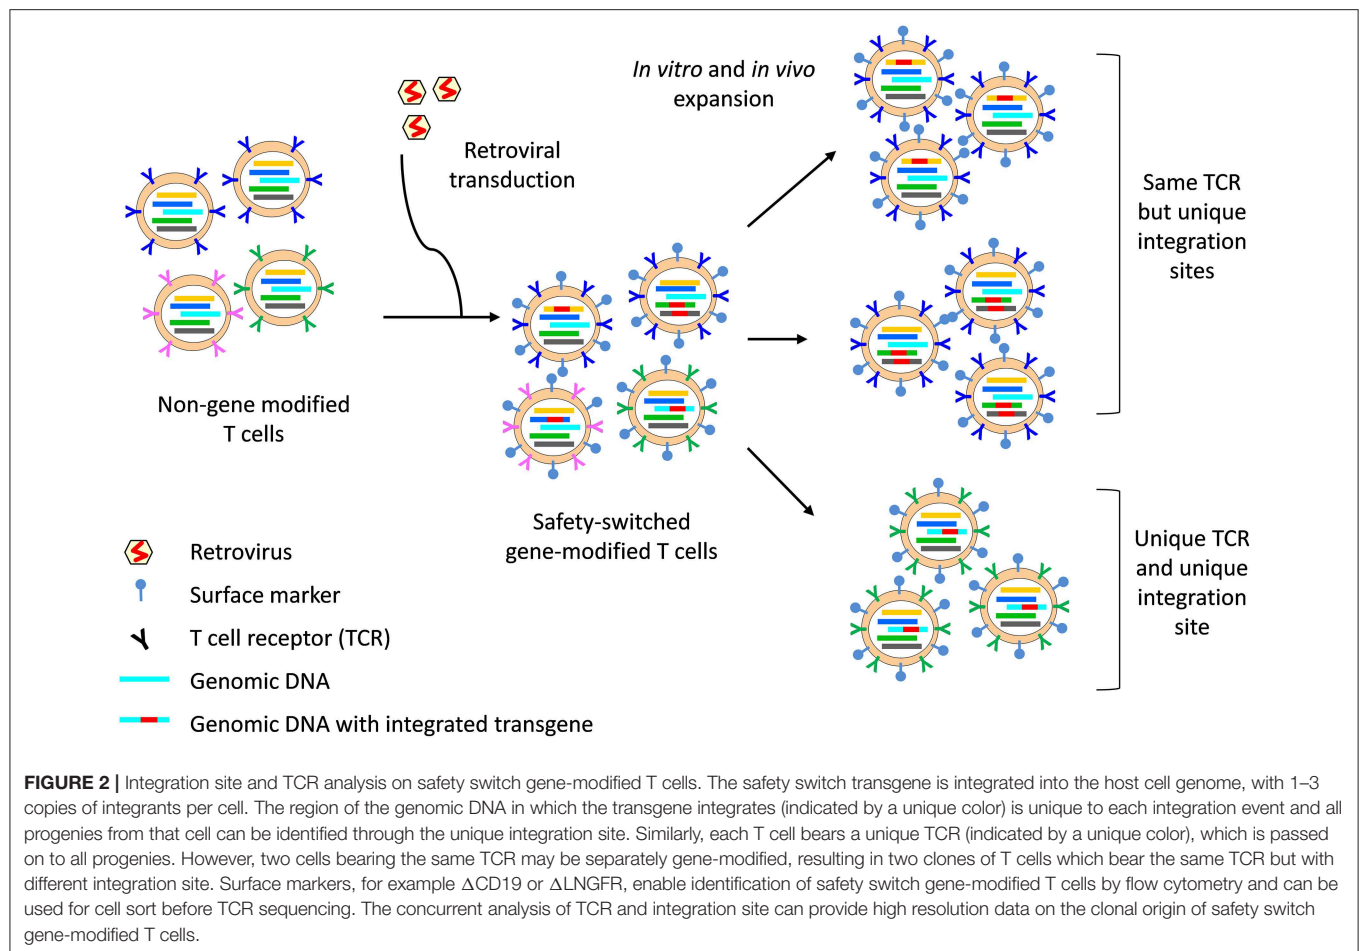 In vitro and in vivo
expansion
Retroviral
transduction
Same TCR
but unique
integration
sites
Non-gene modified
T cells
Safety-switched
gene-modified T cells
Unique TCR
and unique
integration
site
Retrovirus
Surface marker
T cell receptor (TCR)
Genomic DNA
Genomic DNA with integrated transgene
FIGURE 2 | Integration site and TCR analysis on safety switch gene-modified T cells. The safety switch transgene is integrated into the host cell genome, with 1–3
copies of integrants per cell. The region of the genomic DNA in which the transgene integrates (indicated by a unique color) is unique to each integration event and all
progenies from that cell can be identified through the unique integration site. Similarly, each T cell bears a unique TCR (indicated by a unique color), which is passed
on to all progenies. However, two cells bearing the same TCR may be separately gene-modified, resulting in two clones of T cells which bear the same TCR but with
different integration site. Surface markers, for example ΔCD19 or ΔLNGFR, enable identification of safety switch gene-modified T cells by flow cytometry and can be
used for cell sort before TCR sequencing. The concurrent analysis of TCR and integration site can provide high resolution data on the clonal origin of safety switch
gene-modified T cells.